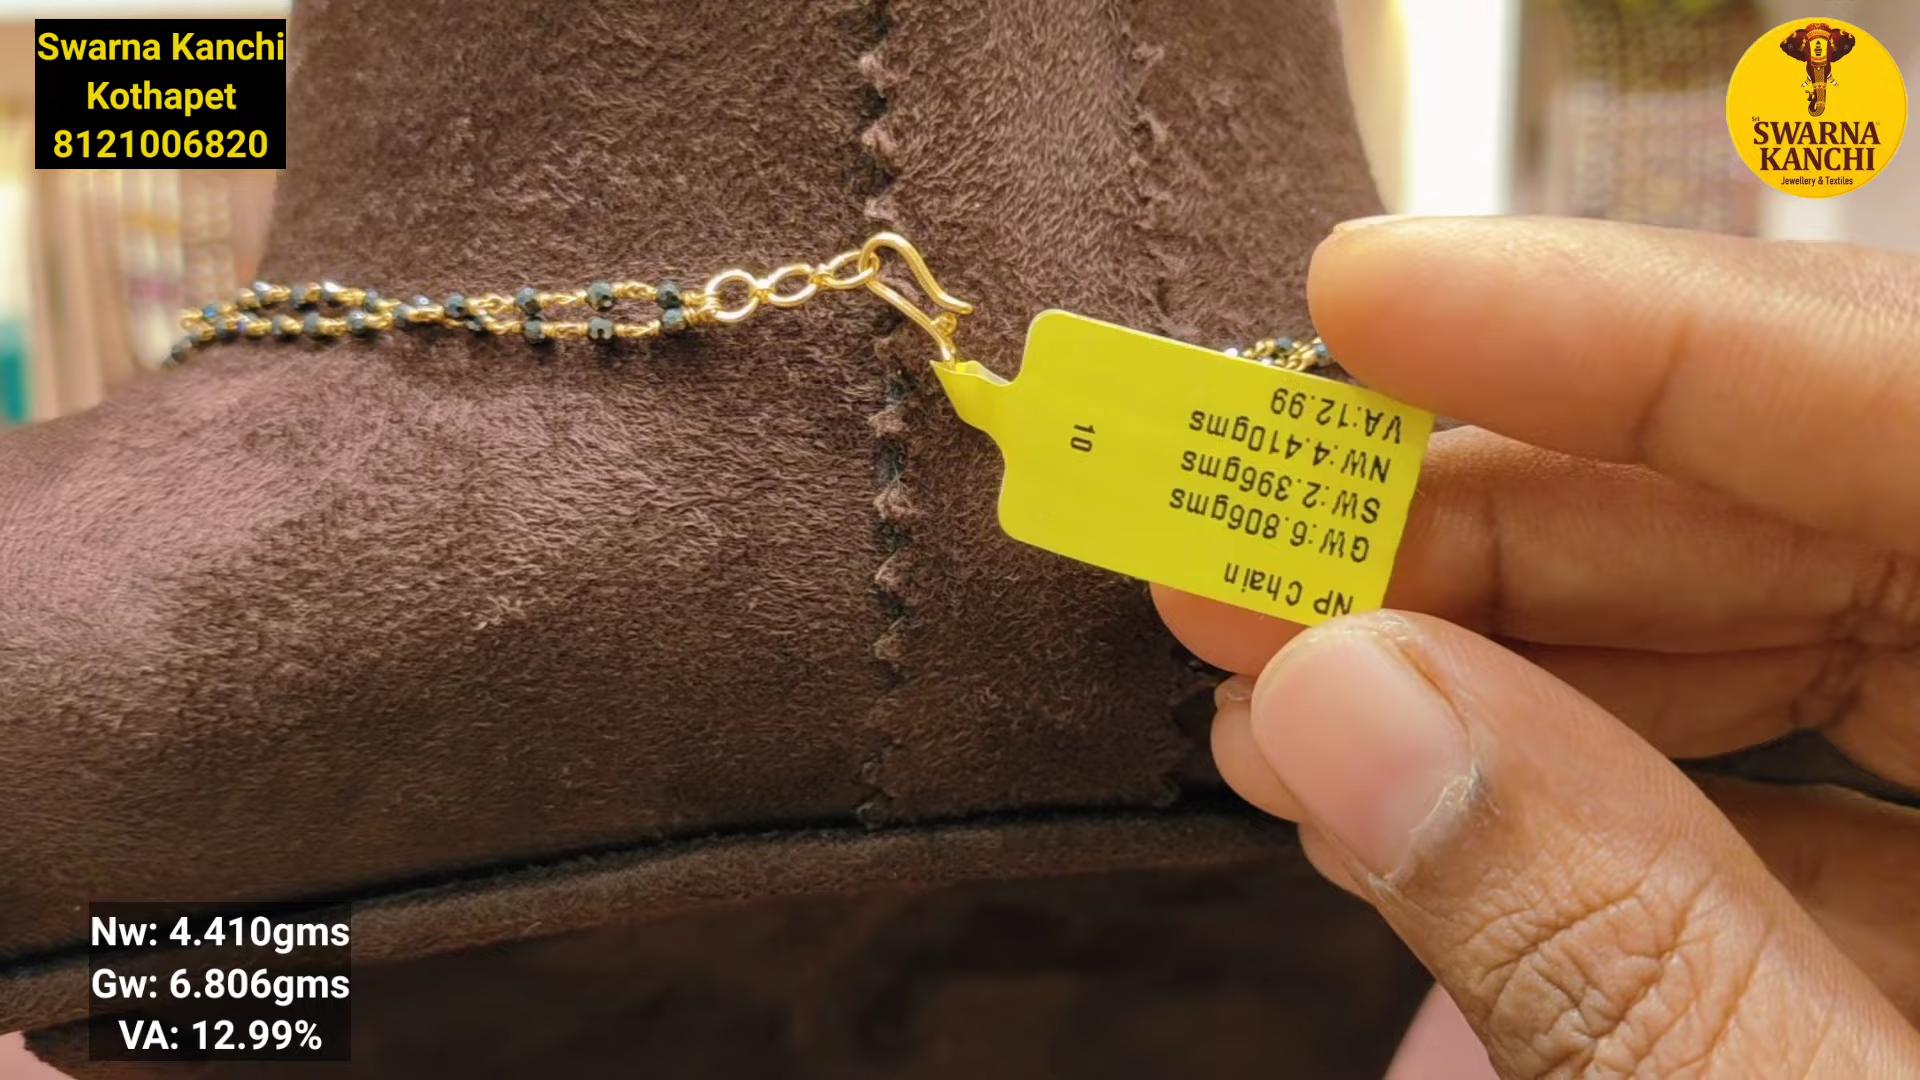 Swarna Kanchi
Kothapet
8121006820
Sri
SWARNA
KANCHI
Jewellery & Textiles
NP Chain
GW:6.806gms
SW:2.396gms
NW:4.410gms
VA:12.99
10
Nw: 4.410gms
Gw: 6.806gms
VA: 12.99%